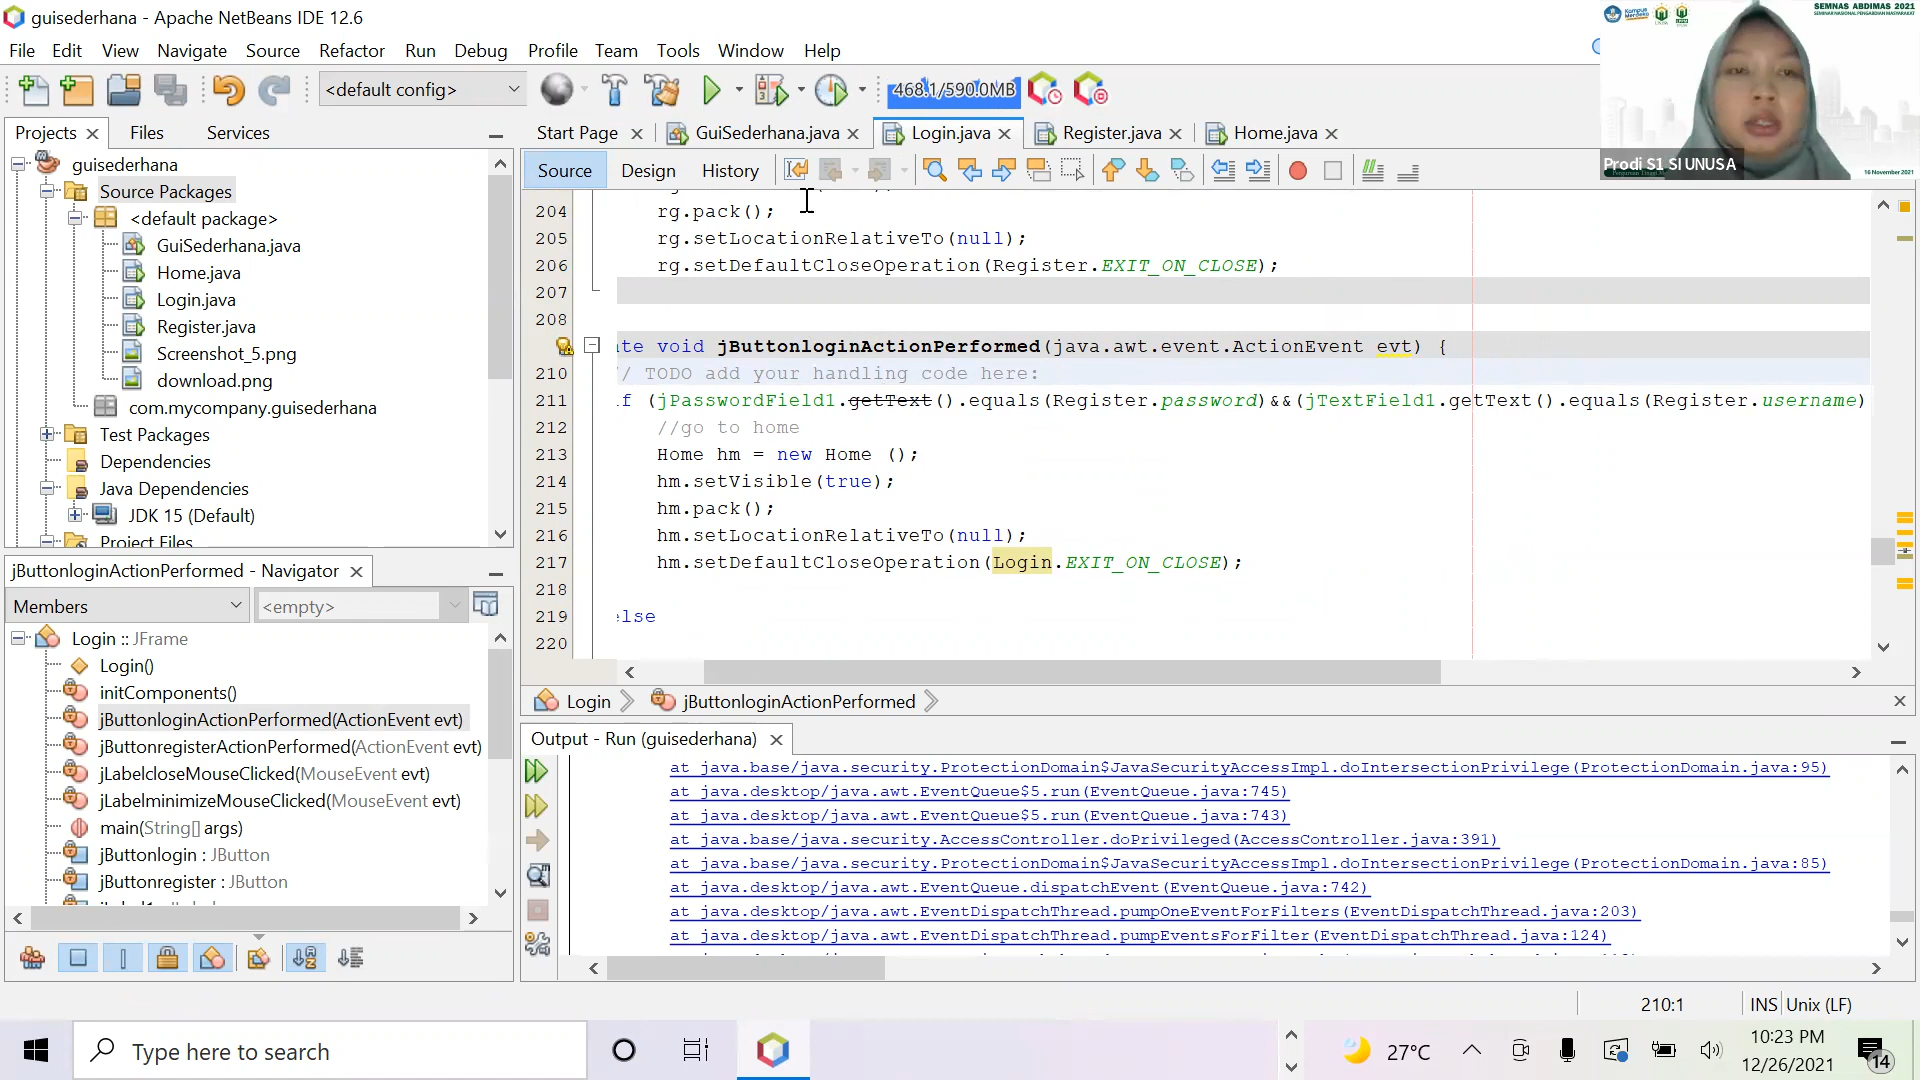 guisederhana - Apache NetBeans IDE 12.6
File Edit View Navigate Source Refactor Run Debug Profile Team Tools Window Help
<default config>
468.1/590.0MB
Projects Files Services
guisederhana
Source Packages
<default package>
GuiSederhana.java
Home.java
Login.java
Register.java
Screenshot_5.png
download.png
com.mycompany.guisederhana
Test Packages
Dependencies
Java Dependencies
JDK 15 (Default)
Project Files
jButtonloginActionPerformed - Navigator
Members
<empty>
Login :: JFrame
Login()
initComponents()
jButtonloginActionPerformed(ActionEvent evt)
jButtonregisterActionPerformed(ActionEvent evt)
jLabelcloseMouseClicked(MouseEvent evt)
jLabelminimizeMouseClicked(MouseEvent evt)
main(String[] args)
jButtonlogin : JButton
jButtonregister : JButton
Start Page GuiSederhana.java Login.java Register.java Home.java
Source Design History
204 rg.pack();
205 rg.setLocationRelativeTo(null);
206 rg.setDefaultCloseOperation(Register.EXIT_ON_CLOSE);
207
208
te void jButtonloginActionPerformed(java.awt.event.ActionEvent evt) {
210 / TODO add your handling code here:
211 if (jPasswordField1.getText().equals(Register.password)&&(jTextField1.getText().equals(Register.username)
212 //go to home
213 Home hm = new Home ();
214 hm.setVisible(true);
215 hm.pack();
216 hm.setLocationRelativeTo(null);
217 hm.setDefaultCloseOperation(Login.EXIT_ON_CLOSE);
218
219 else
220
Login jButtonloginActionPerformed
Output - Run (guisederhana)
at java.base/java.security.ProtectionDomain$JavaSecurityAccessImpl.doIntersectionPrivilege(ProtectionDomain.java:95)
at java.desktop/java.awt.EventQueue$5.run(EventQueue.java:745)
at java.desktop/java.awt.EventQueue$5.run(EventQueue.java:743)
at java.base/java.security.AccessController.doPrivileged(AccessController.java:391)
at java.base/java.security.ProtectionDomain$JavaSecurityAccessImpl.doIntersectionPrivilege(ProtectionDomain.java:85)
at java.desktop/java.awt.EventQueue.dispatchEvent(EventQueue.java:742)
at java.desktop/java.awt.EventDispatchThread.pumpOneEventForFilters(EventDispatchThread.java:203)
at java.desktop/java.awt.EventDispatchThread.pumpEventsForFilter(EventDispatchThread.java:124)
210:1 INS Unix (LF)
Type here to search
27°C
10:23 PM
12/26/2021
14
SEMNAS ABDIMAS 2021
SEMINAR NASIONAL PENGABDIAN MASYARAKAT
Prodi S1 SI UNUSA
16 November 2021